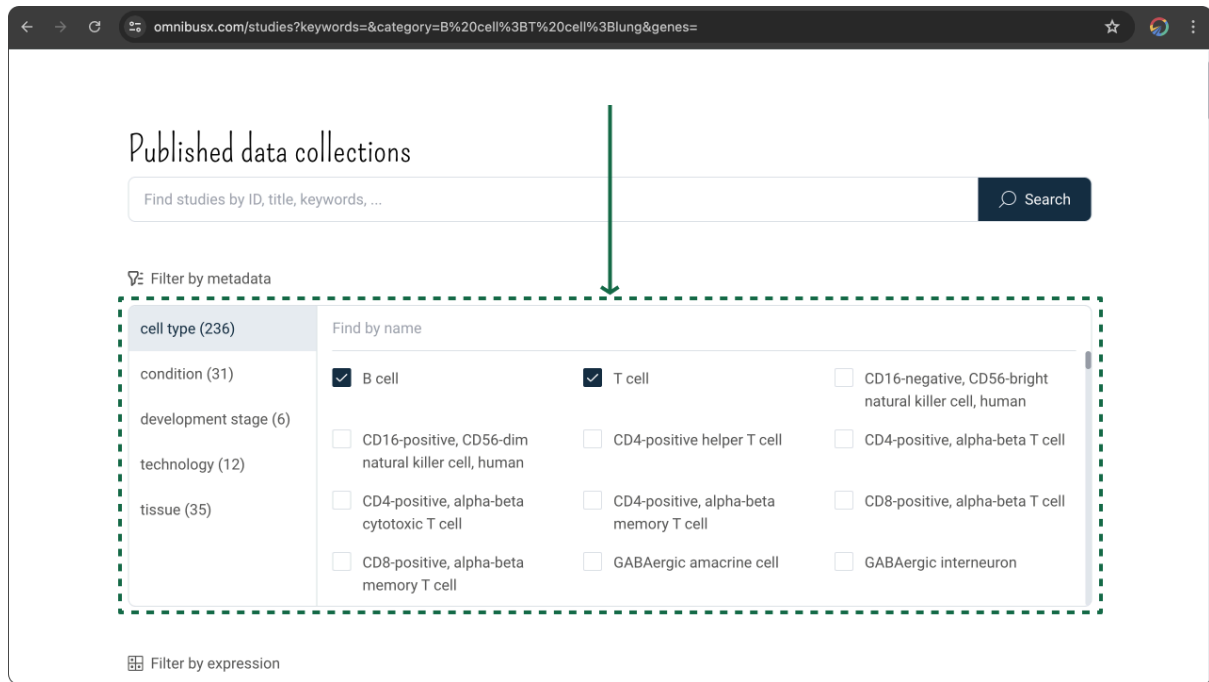 omnibusx.com/studies?keywords=&category=B%20cell%3BT%20cell%3Blung&genes=
Published data collections
Find studies by ID, title, keywords, ...
Search
Filter by metadata
cell type (236)
condition (31)
development stage (6)
technology (12)
tissue (35)
Find by name
B cell
T cell
CD16-negative, CD56-bright
natural killer cell, human
CD16-positive, CD56-dim
natural killer cell, human
CD4-positive helper T cell
CD4-positive, alpha-beta T cell
CD4-positive, alpha-beta
cytotoxic T cell
CD4-positive, alpha-beta
memory T cell
CD8-positive, alpha-beta T cell
CD8-positive, alpha-beta
memory T cell
GABAergic amacrine cell
GABAergic interneuron
Filter by expression